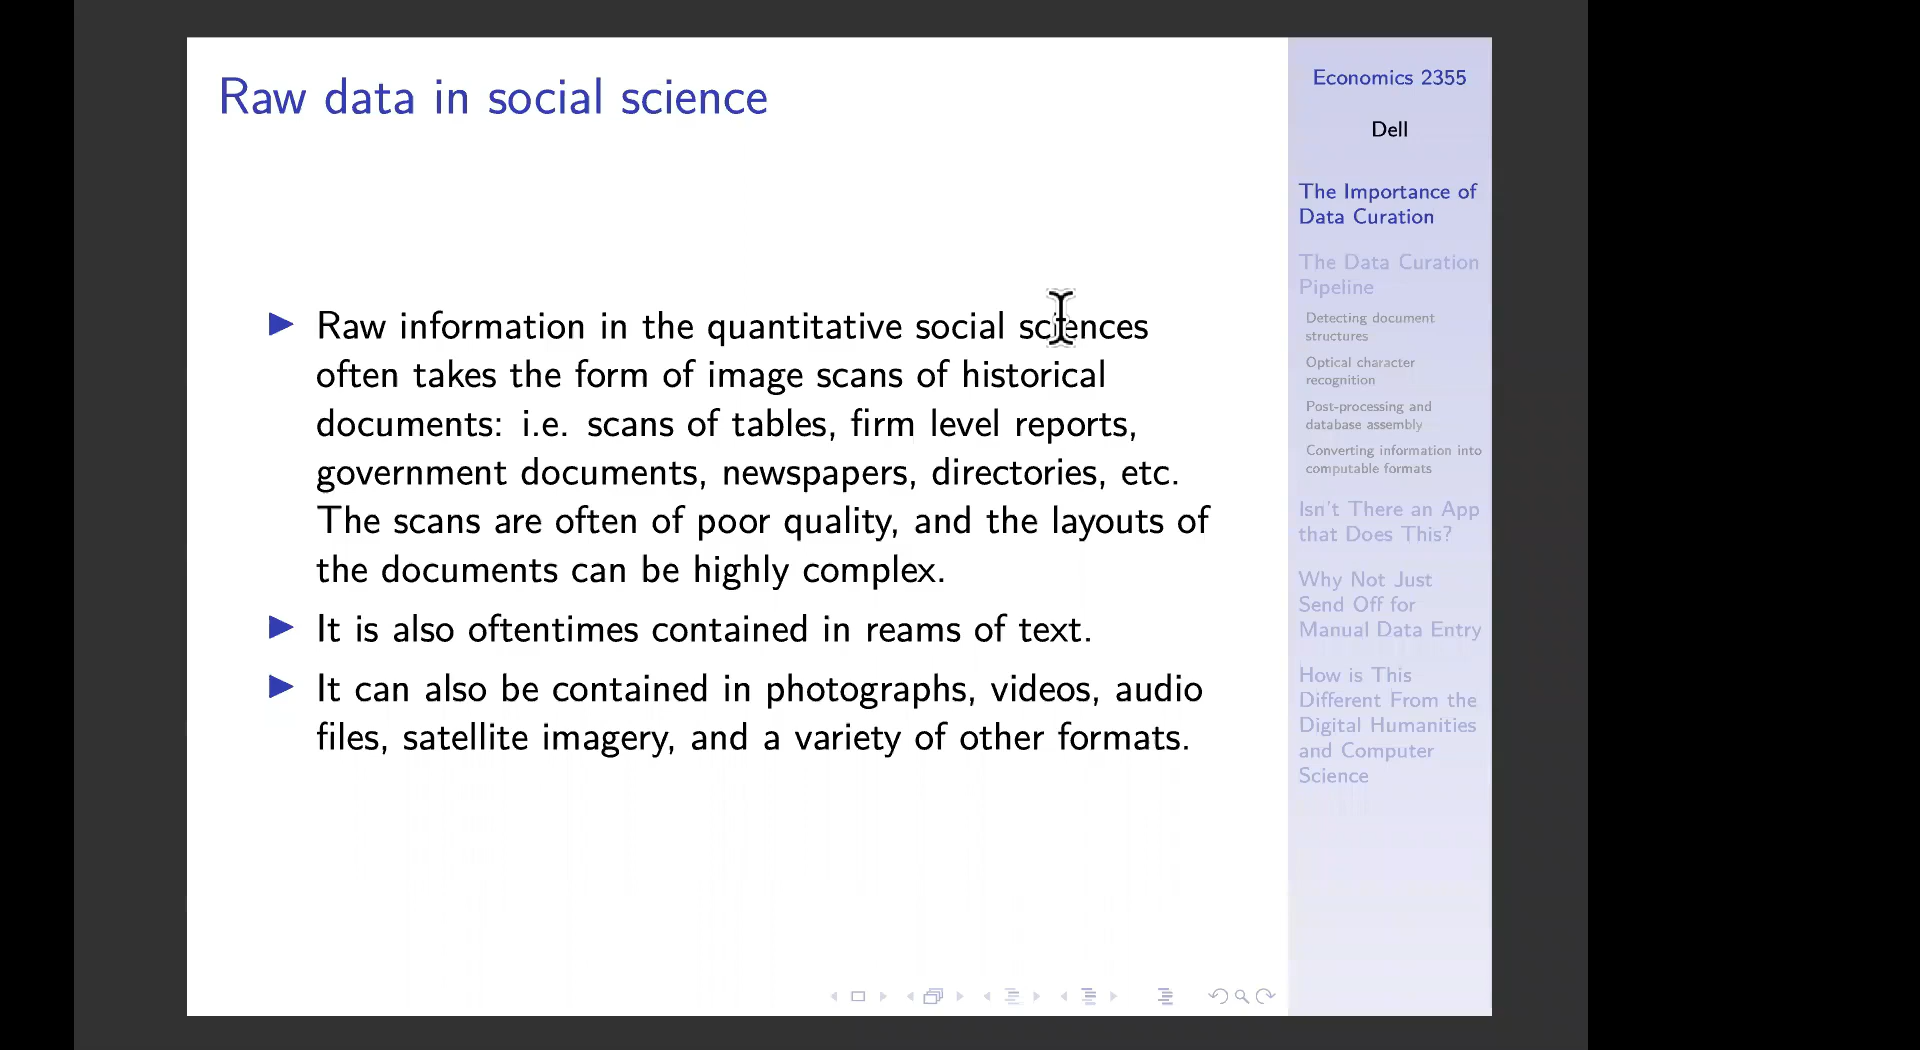 Raw data in social science
Raw information in the quantitative social sciences
often takes the form of image scans of historical
documents: i.e. scans of tables, firm level reports,
government documents, newspapers, directories, etc.
The scans are often of poor quality, and the layouts of
the documents can be highly complex.
It is also oftentimes contained in reams of text.
It can also be contained in photographs, videos, audio
files, satellite imagery, and a variety of other formats.
Economics 2355
Dell
The Importance of
Data Curation
The Data Curation
Pipeline
Detecting document
structures
Optical character
recognition
Post-processing and
database assembly
Converting information into
computable formats
Isn't There an App
that Does This?
Why Not Just
Send Off for
Manual Data Entry
How is This
Different From the
Digital Humanities
and Computer
Science